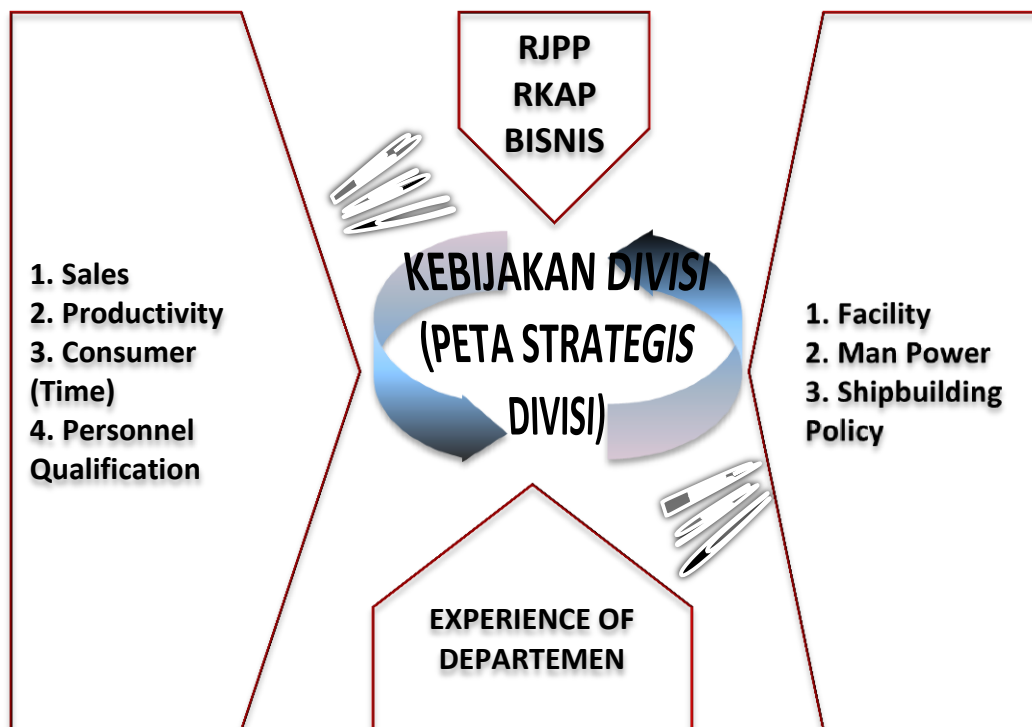 RJPP
RKAP
BISNIS
1. Sales
2. Productivity
3. Consumer
(Time)
4. Personnel
Qualification
KEBIJAKAN DIVISI
(PETA STRATEGIS
DIVISI)
1. Facility
2. Man Power
3. Shipbuilding
Policy
EXPERIENCE OF
DEPARTEMEN